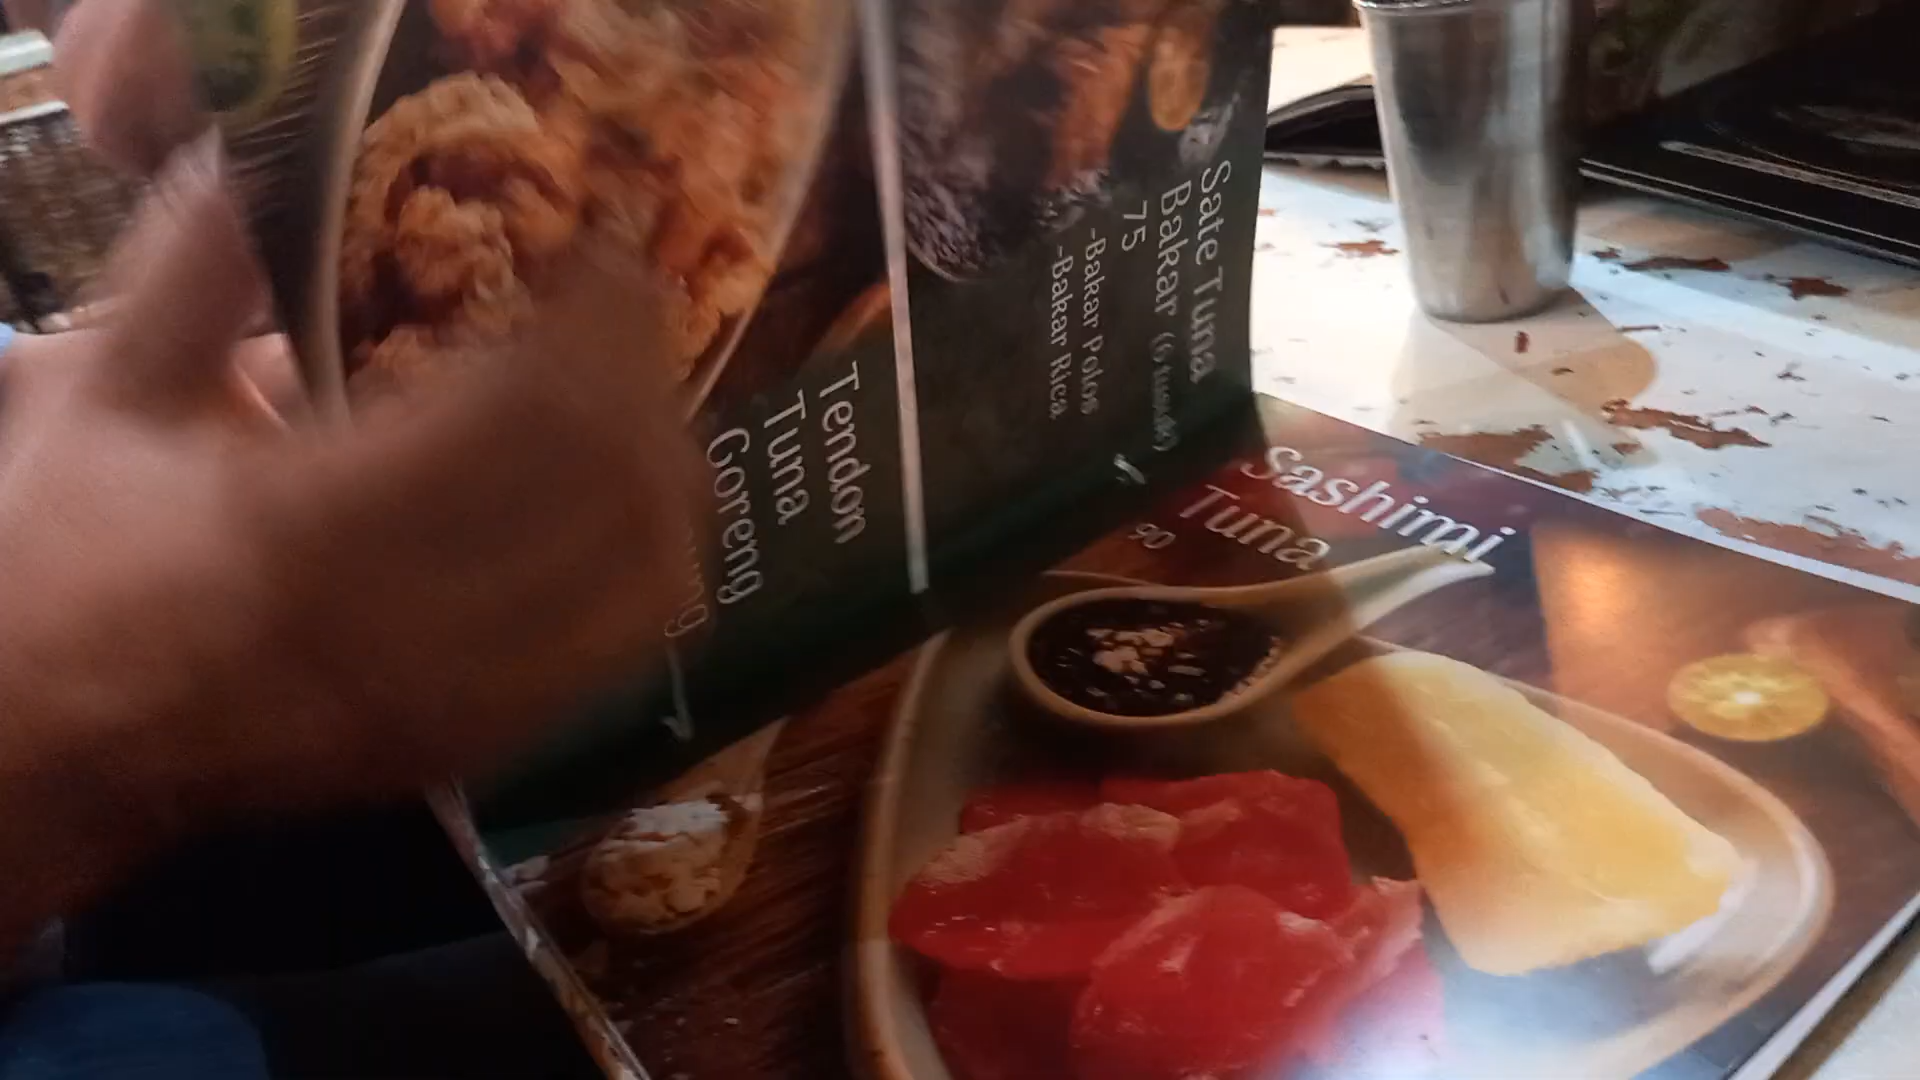 Sate Tuna
Bakar (6 tusuk)
75
-Bakar Polos
-Bakar Rica
Tendon
Tuna
Goreng
Sashimi
Tuna
90